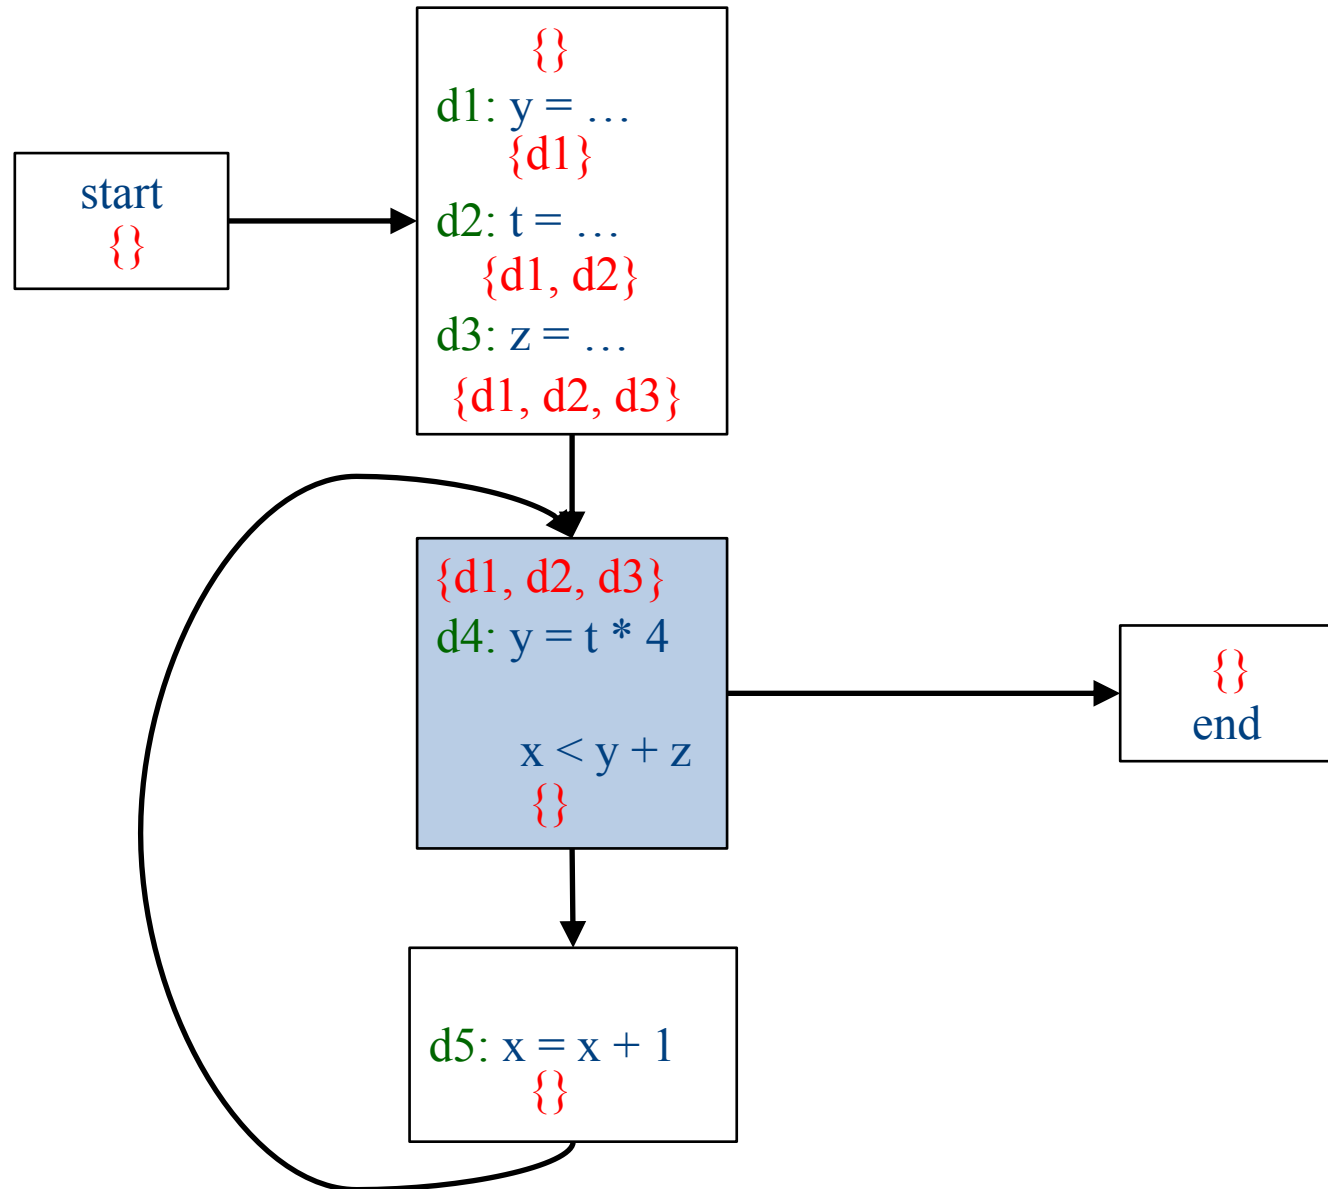 start
{}
{}
d1: y = …
{d1}
d2: t = …
{d1, d2}
d3: z = …
{d1, d2, d3}
{d1, d2, d3}
d4: y = t * 4
x < y + z
{}
{}
end
d5: x = x + 1
{}